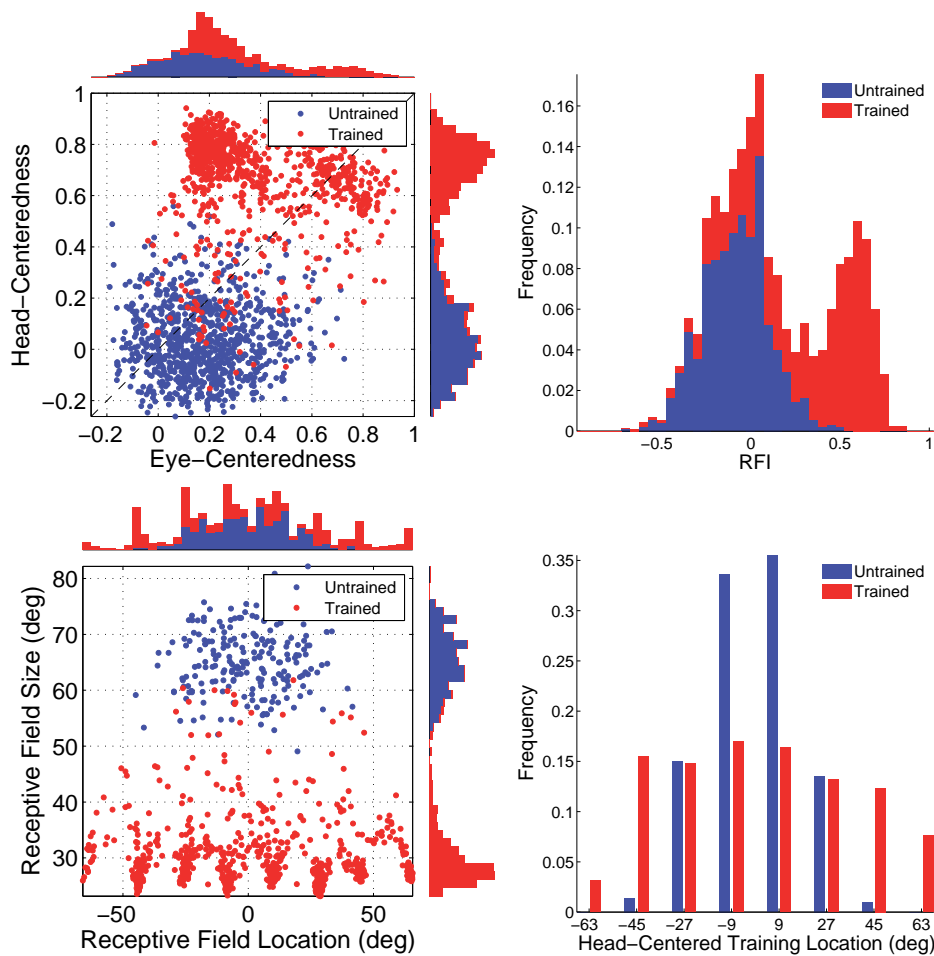 1
0.8
0.6
0.4
0.2
0
−0.2
Head−Centeredness
Untrained
Trained
−0.2 0 0.2 0.4 0.6 0.8 1
Eye−Centeredness
0.16
0.14
0.12
0.1
0.08
0.06
0.04
0.02
0
Frequency
Untrained
Trained
−0.5 0 0.5 1
RFI
80
70
60
50
40
30
Receptive Field Size (deg)
Untrained
Trained
−50 0 50
Receptive Field Location (deg)
0.35
0.3
0.25
0.2
0.15
0.1
0.05
0
Frequency
Untrained
Trained
−63 −45 −27 −9 9 27 45 63
Head−Centered Training Location (deg)